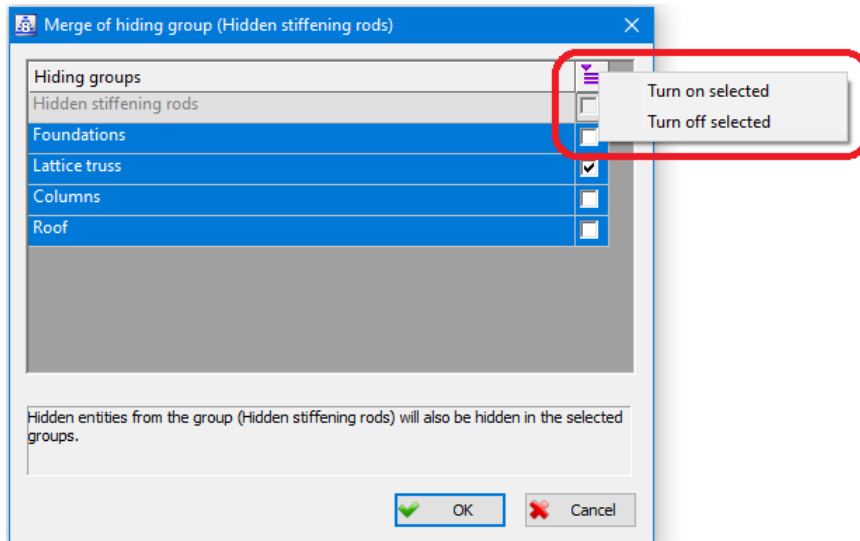 Merge of hiding group (Hidden stiffening rods)
Hiding groups
Turn on selected
Hidden stiffening rods
Turn off selected
Foundations
Lattice truss
Columns
Roof
Hidden entities from the group (Hidden stiffening rods) will also be hidden in the selected
groups.
OK Cancel